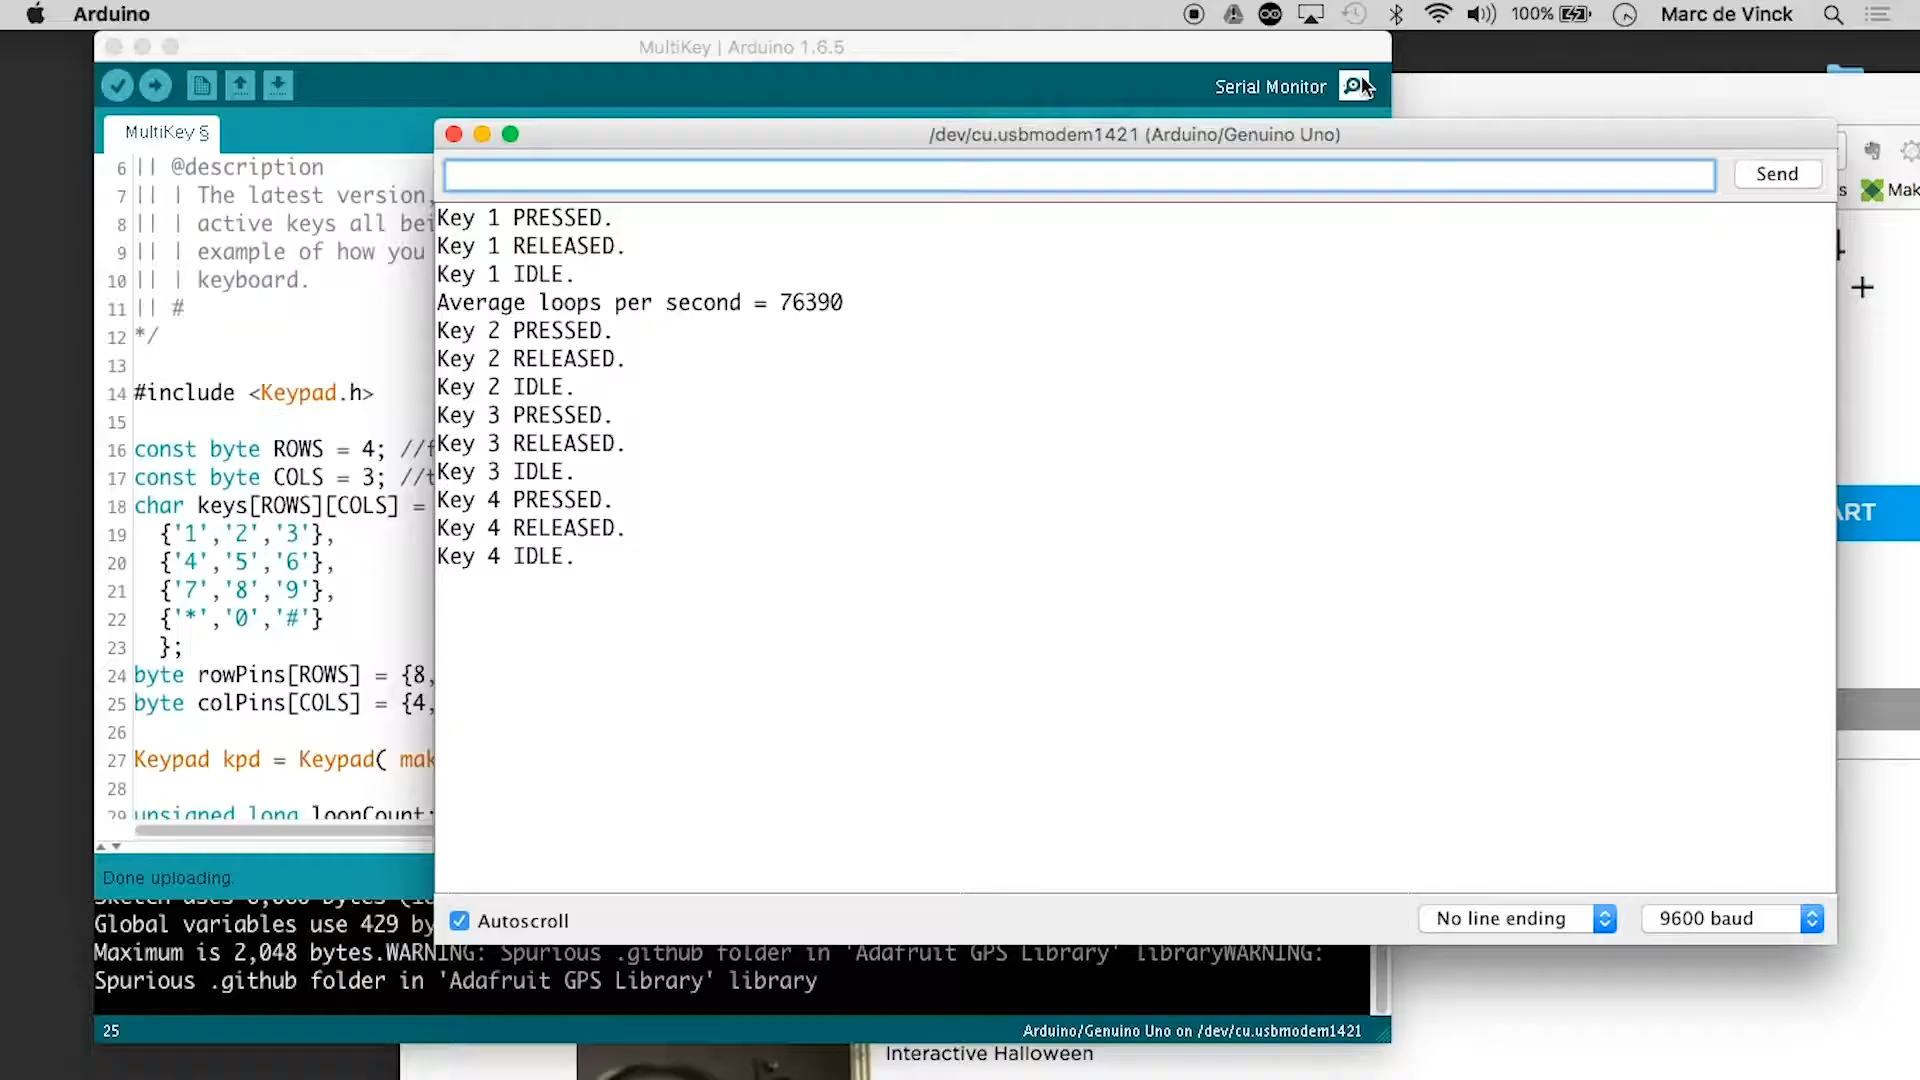 Arduino
100%
Marc de Vinck
MultiKey | Arduino 1.6.5
Serial Monitor
MultiKey §
6 || @description
7 || | The latest version,
8 || | active keys all bei
9 || | example of how you
10 || | keyboard.
11 || #
12 */
13
14 #include <Keypad.h>
15
16 const byte ROWS = 4; //f
17 const byte COLS = 3; //t
18 char keys[ROWS][COLS] =
19 {'1','2','3'},
20 {'4','5','6'},
21 {'7','8','9'},
22 {'*','0','#'}
23 };
24 byte rowPins[ROWS] = {8,
25 byte colPins[COLS] = {4,
26
27 Keypad kpd = Keypad( mak
28
29 unsigned long loopCount;
/dev/cu.usbmodem1421 (Arduino/Genuino Uno)
Send
Key 1 PRESSED.
Key 1 RELEASED.
Key 1 IDLE.
Average loops per second = 76390
Key 2 PRESSED.
Key 2 RELEASED.
Key 2 IDLE.
Key 3 PRESSED.
Key 3 RELEASED.
Key 3 IDLE.
Key 4 PRESSED.
Key 4 RELEASED.
Key 4 IDLE.
Autoscroll
No line ending
9600 baud
s Mak
+
ART
Done uploading.
Global variables use 429 by
Maximum is 2,048 bytes.WARNING: Spurious .github folder in 'Adafruit GPS Library' libraryWARNING:
Spurious .github folder in 'Adafruit GPS Library' library
25
Arduino/Genuino Uno on /dev/cu.usbmodem1421
Interactive Halloween